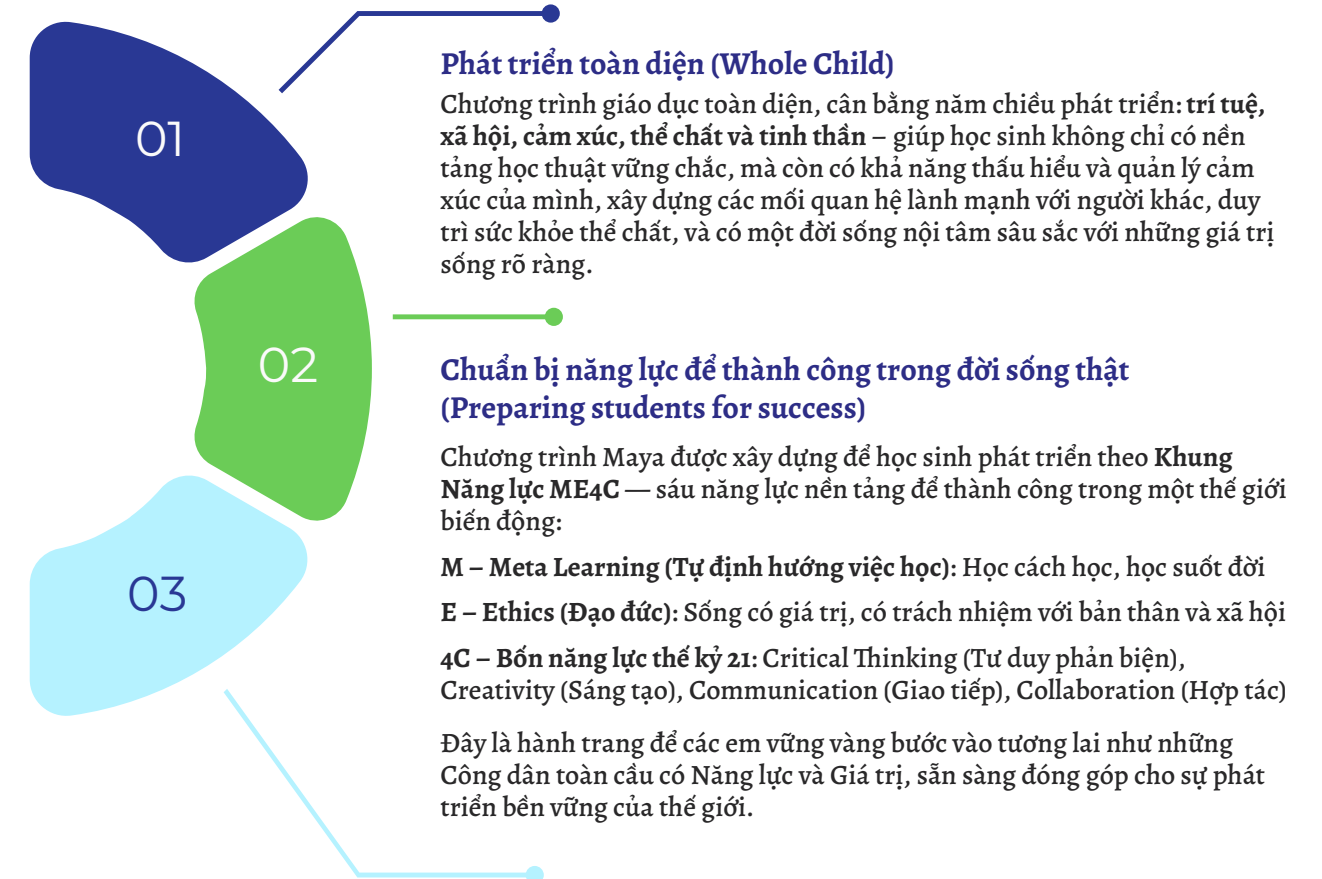 01
Phát triển toàn diện (Whole Child)
Chương trình giáo dục toàn diện, cân bằng năm chiều phát triển: trí tuệ,
xã hội, cảm xúc, thể chất và tinh thần – giúp học sinh không chỉ có nền
tảng học thuật vững chắc, mà còn có khả năng thấu hiểu và quản lý cảm
xúc của mình, xây dựng các mối quan hệ lành mạnh với người khác, duy
trì sức khỏe thể chất, và có một đời sống nội tâm sâu sắc với những giá trị
sống rõ ràng.
02
Chuẩn bị năng lực để thành công trong đời sống thật
(Preparing students for success)
Chương trình Maya được xây dựng để học sinh phát triển theo Khung
Năng lực ME4C — sáu năng lực nền tảng để thành công trong một thế giới
biến động:
M – Meta Learning (Tự định hướng việc học): Học cách học, học suốt đời
E – Ethics (Đạo đức): Sống có giá trị, có trách nhiệm với bản thân và xã hội
4C – Bốn năng lực thế kỷ 21: Critical Thinking (Tư duy phản biện),
Creativity (Sáng tạo), Communication (Giao tiếp), Collaboration (Hợp tác)
Đây là hành trang để các em vững vàng bước vào tương lai như những
Công dân toàn cầu có Năng lực và Giá trị, sẵn sàng đóng góp cho sự phát
triển bền vững của thế giới.
03